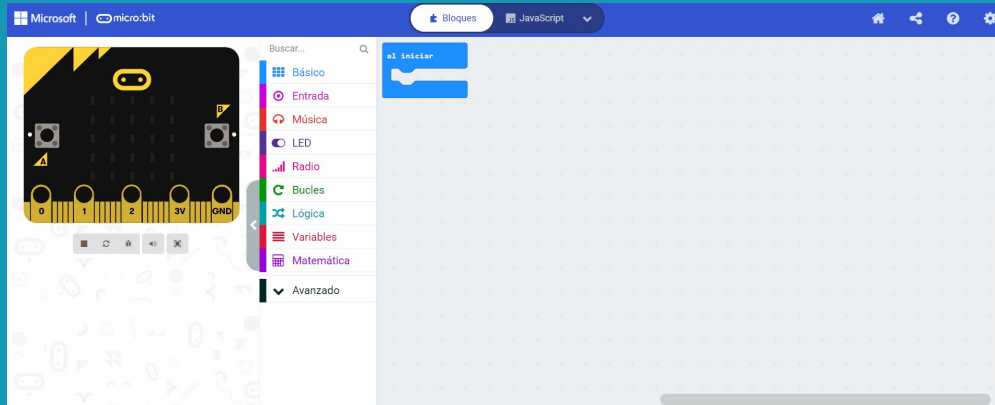 Microsoft | micro:bit
Bloques
JavaScript
Buscar...
Básico
Entrada
Música
LED
Radio
Bucles
Lógica
Variables
Matemática
Avanzado
al iniciar
B
A
0 1 2 3V GND